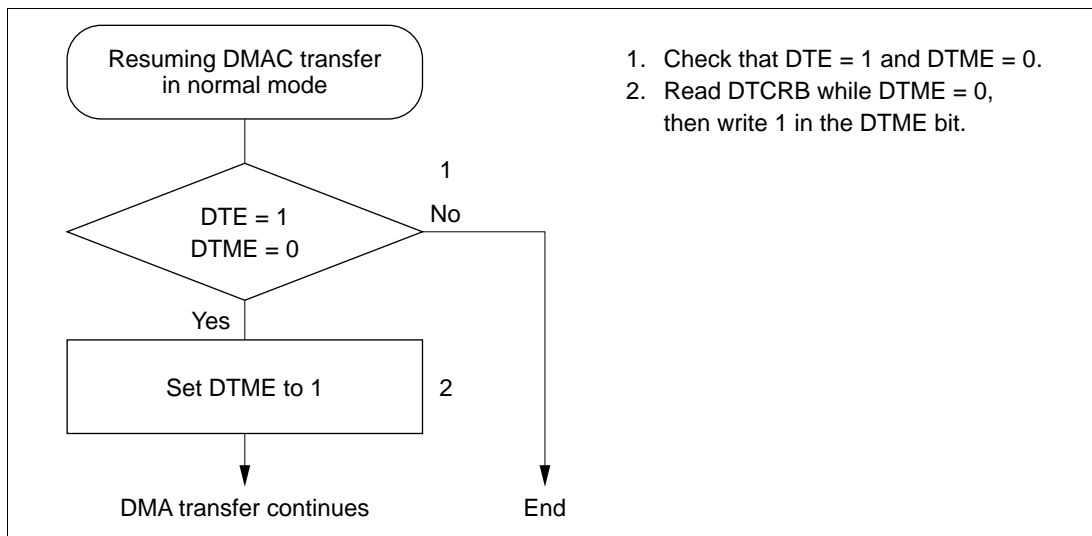 Resuming DMAC transfer
in normal mode
1. Check that DTE = 1 and DTME = 0.
2. Read DTCRB while DTME = 0,
then write 1 in the DTME bit.
1
DTE = 1
DTME = 0
No
Yes
Set DTME to 1
2
DMA transfer continues
End